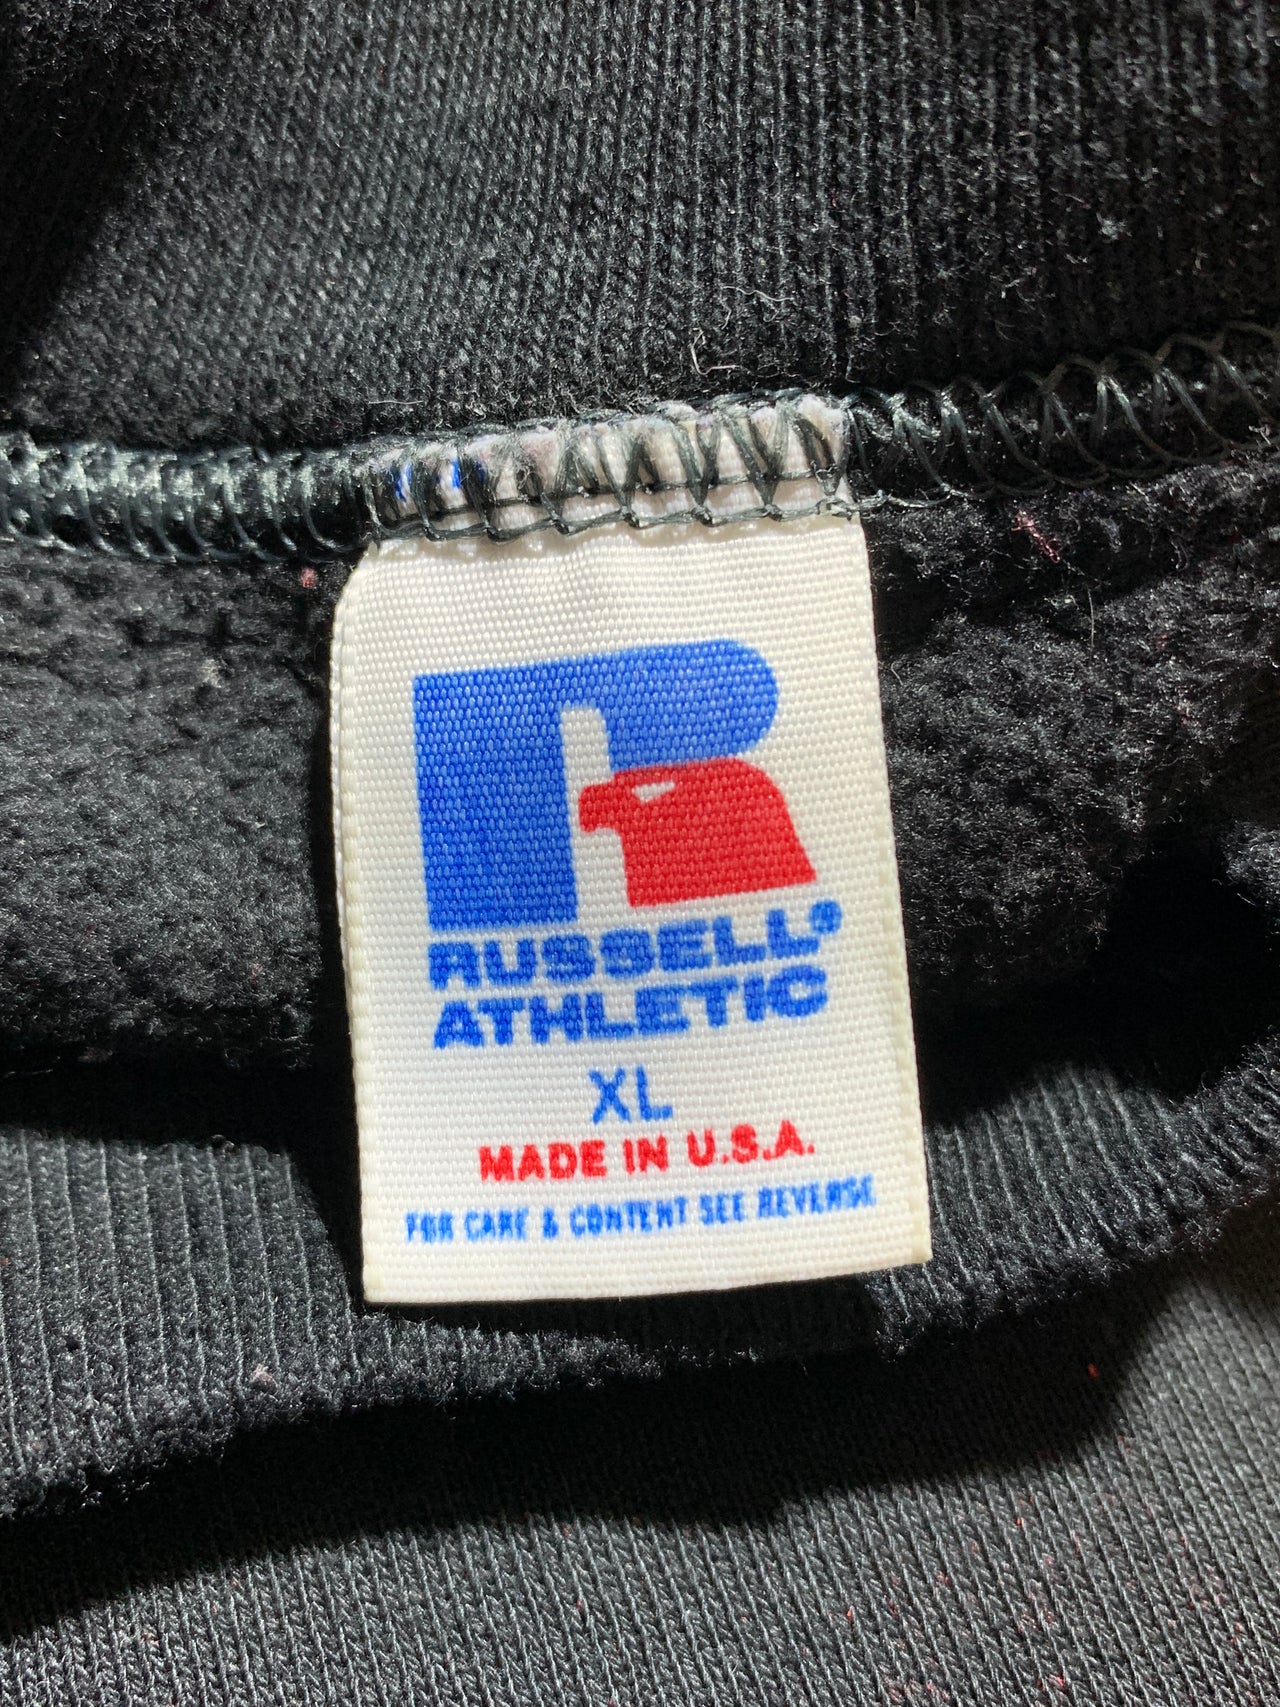 R
RUSSELL®
ATHLETIC
XL
MADE IN U.S.A.
FOR CARE & CONTENT SEE REVERSE